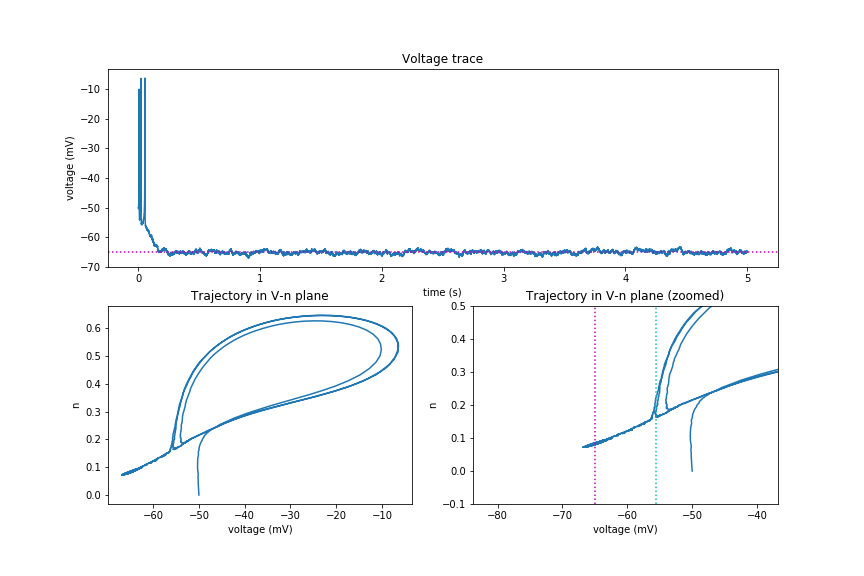 Voltage trace
voltage (mV)
−10
−20
−30
−40
−50
−60
−70
0 1 2 3 4 5
time (s)
Trajectory in V-n plane
n
0.6
0.5
0.4
0.3
0.2
0.1
0.0
−60 −50 −40 −30 −20 −10
voltage (mV)
Trajectory in V-n plane (zoomed)
n
0.5
0.4
0.3
0.2
0.1
0.0
−0.1
−80 −70 −60 −50 −40
voltage (mV)